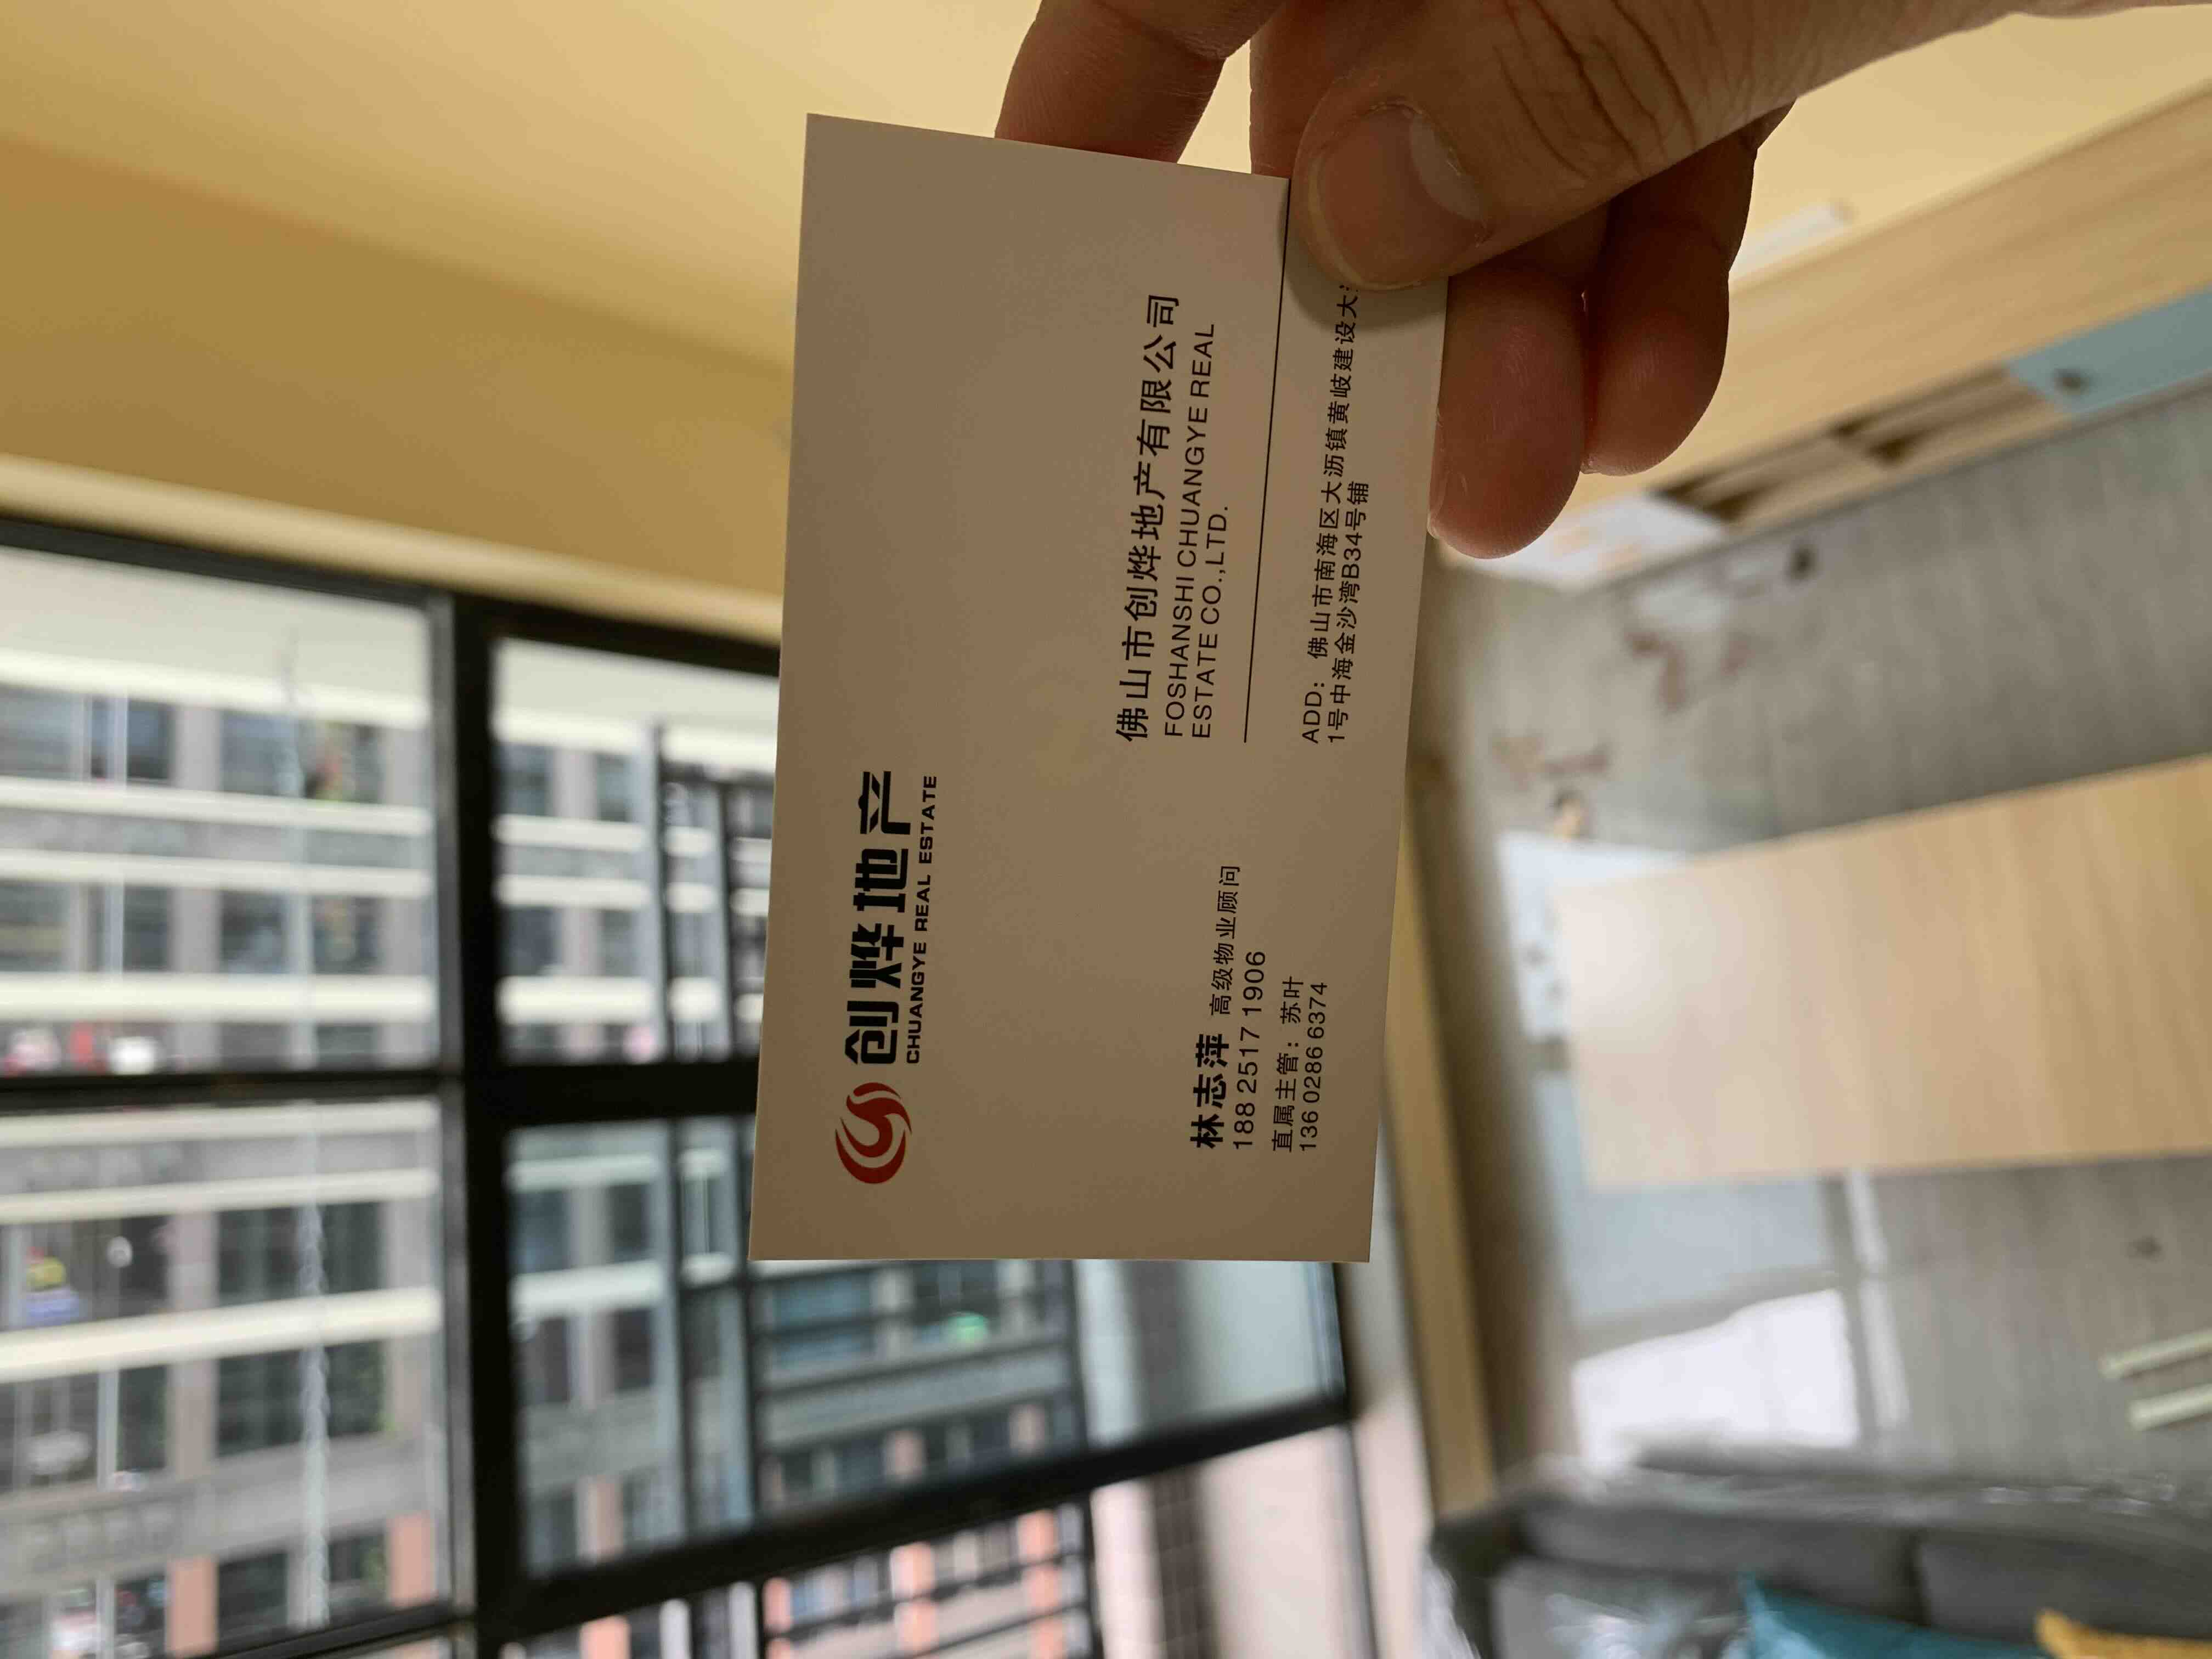 创烨地产
CHUANGYE REAL ESTATE
佛山市创烨地产有限公司
FOSHANSHI CHUANGYE REAL
ESTATE CO.,LTD.
林志萍 高级物业顾问
188 2517 1906
直属主管：苏叶
136 0286 6374
ADD：佛山市南海区大沥镇黄岐建设大
1号中海金沙湾B34号铺